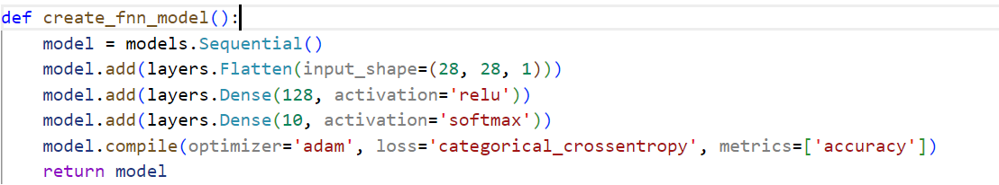 def create_fnn_model():
    model = models.Sequential()
    model.add(layers.Flatten(input_shape=(28, 28, 1)))
    model.add(layers.Dense(128, activation='relu'))
    model.add(layers.Dense(10, activation='softmax'))
    model.compile(optimizer='adam', loss='categorical_crossentropy', metrics=['accuracy'])
    return model